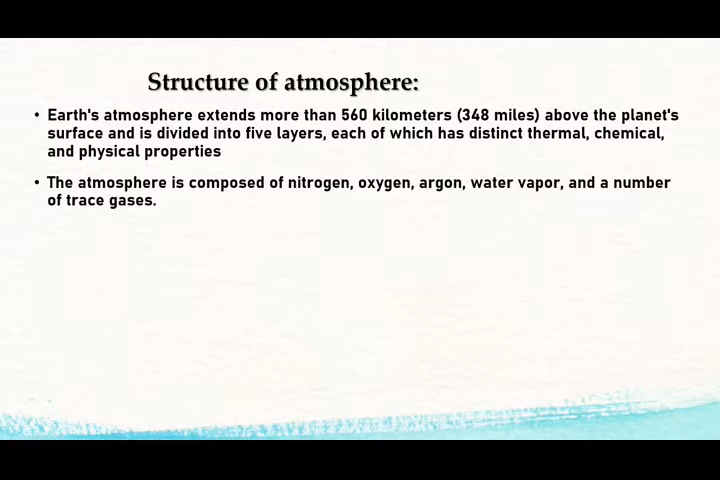 Structure of atmosphere:
• Earth's atmosphere extends more than 560 kilometers (348 miles) above the planet's
surface and is divided into five layers, each of which has distinct thermal, chemical,
and physical properties
• The atmosphere is composed of nitrogen, oxygen, argon, water vapor, and a number
of trace gases.